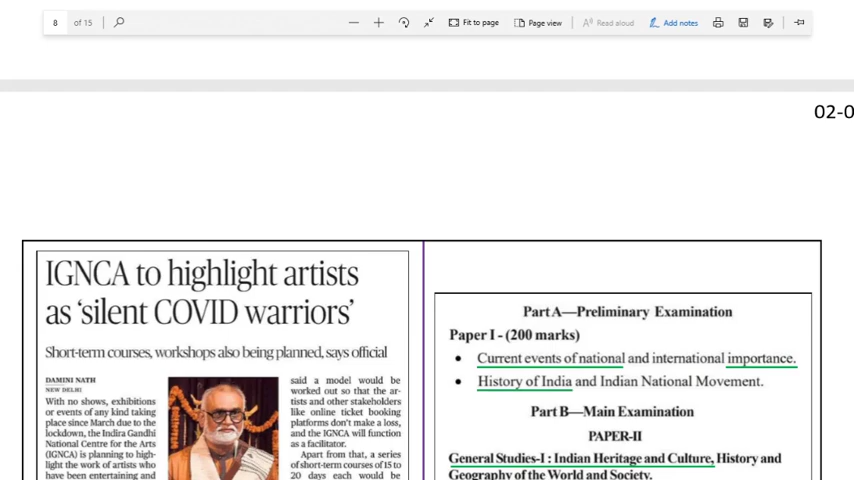 8 of 15 Fit to page Page view Read aloud Add notes
02-0
IGNCA to highlight artists
as ‘silent COVID warriors’
Short-term courses, workshops also being planned, says official
DAMINI NATH
NEW DELHI
With no shows, exhibitions
or events of any kind taking
place since March due to the
lockdown, the Indira Gandhi
National Centre for the Arts
(IGNCA) is planning to high-
light the work of artists who
have been entertaining and
said a model would be
worked out so that the ar-
tists and other stakeholders
like online ticket booking
platforms don't make a loss,
and the IGNCA will function
as a facilitator.
Apart from that, a series
of short-term courses of 15 to
20 days each would be
Part A—Preliminary Examination
Paper I - (200 marks)
• Current events of national and international importance.
• History of India and Indian National Movement.
Part B—Main Examination
PAPER-II
General Studies-I : Indian Heritage and Culture, History and
Geography of the World and Society.